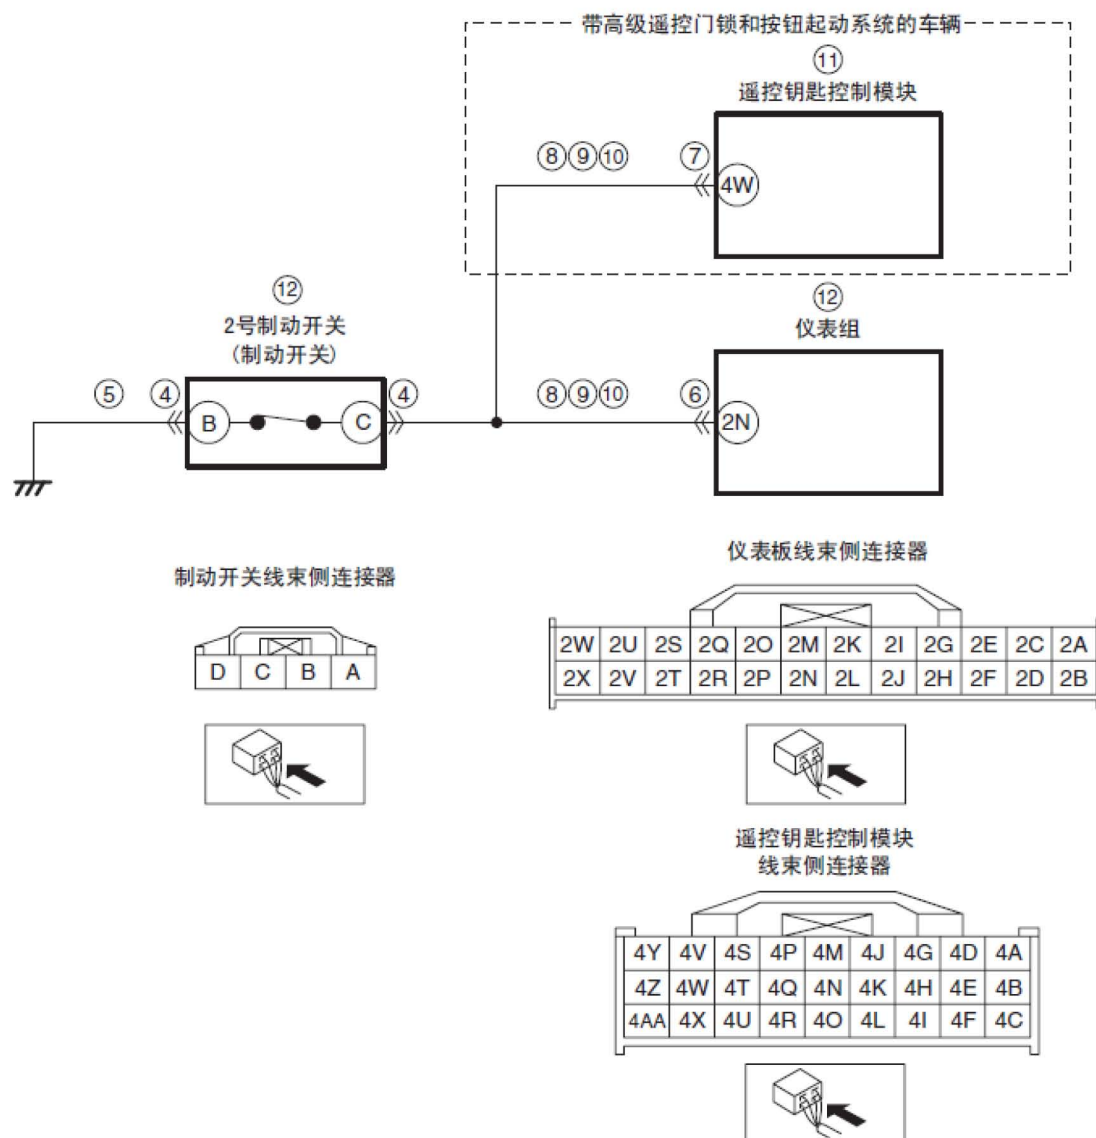 带高级遥控门锁和按钮起动系统的车辆
⑪
遥控钥匙控制模块
⑧⑨⑩ ⑦
4W
⑫
2号制动开关
(制动开关)
⑫
仪表组
⑤ ④ ④ ⑧⑨⑩ ⑥
B C 2N
制动开关线束侧连接器
D C B A
仪表板线束侧连接器
2W 2U 2S 2Q 2O 2M 2K 2I 2G 2E 2C 2A
2X 2V 2T 2R 2P 2N 2L 2J 2H 2F 2D 2B
遥控钥匙控制模块
线束侧连接器
4Y 4V 4S 4P 4M 4J 4G 4D 4A
4Z 4W 4T 4Q 4N 4K 4H 4E 4B
4AA 4X 4U 4R 4O 4L 4I 4F 4C